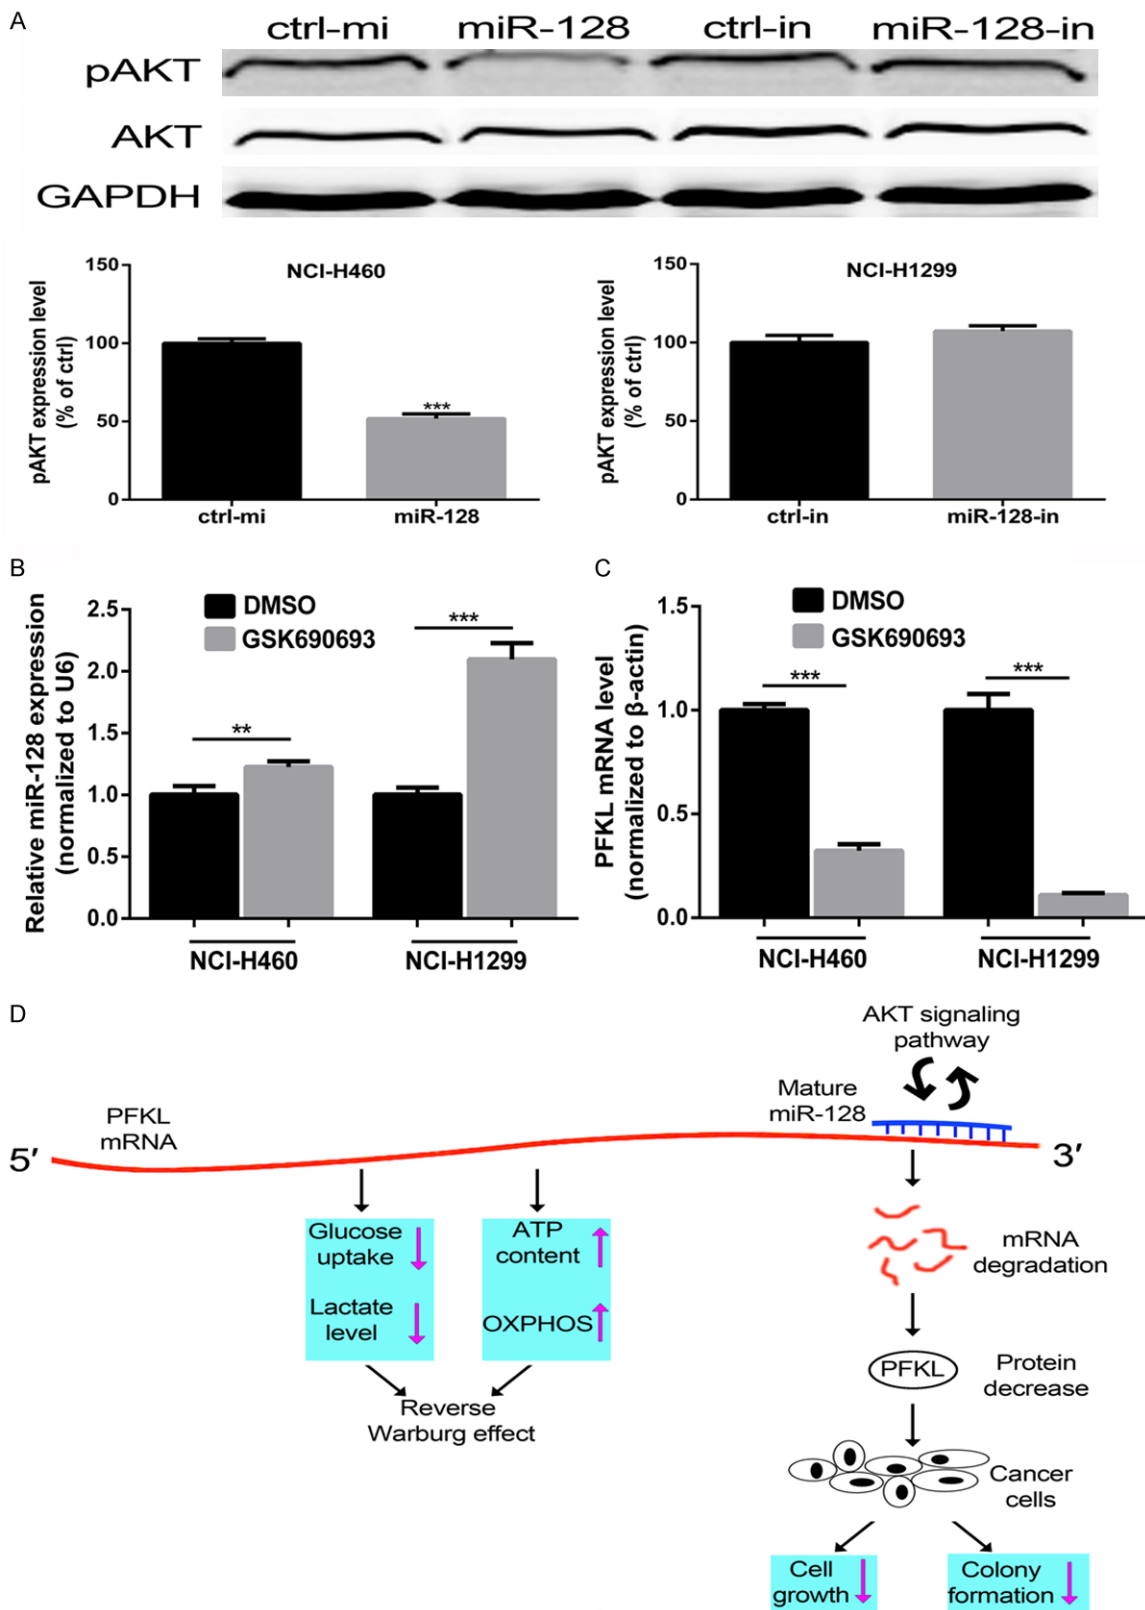 A
ctrl-mi miR-128 ctrl-in miR-128-in
pAKT
AKT
GAPDH
NCI-H460
pAKT expression level
(% of ctrl)
150
100
50
0
***
ctrl-mi miR-128
NCI-H1299
pAKT expression level
(% of ctrl)
150
100
50
0
ctrl-in miR-128-in
B
DMSO
GSK690693
Relative miR-128 expression
(normalized to U6)
2.5
2.0
1.5
1.0
0.5
0.0
**
***
NCI-H460 NCI-H1299
C
DMSO
GSK690693
PFKL mRNA level
(normalized to β-actin)
1.5
1.0
0.5
0.0
***
***
NCI-H460 NCI-H1299
D
AKT signaling
pathway
Mature
miR-128
PFKL
mRNA
5′
3′
Glucose
uptake
Lactate
level
ATP
content
OXPHOS
Reverse
Warburg effect
mRNA
degradation
PFKL
Protein
decrease
Cancer
cells
Cell
growth
Colony
formation